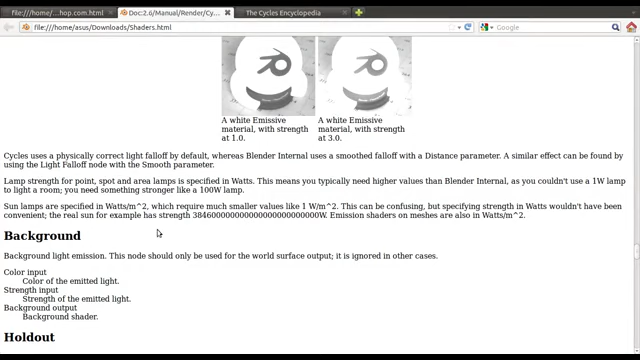 file:///home/...hop.com.html
Doc:2.6/Manual/Render/Cy...
The Cycles Encyclopedia
file:///home/asus/Downloads/Shaders.html
Google
A white Emissive
material, with strength
at 1.0.
A white Emissive
material, with strength
at 3.0.
Cycles uses a physically correct light falloff by default, whereas Blender Internal uses a smoothed falloff with a Distance parameter. A similar effect can be found by
using the Light Falloff node with the Smooth parameter.
Lamp strength for point, spot and area lamps is specified in Watts. This means you typically need higher values than Blender Internal, as you couldn't use a 1W lamp
to light a room; you need something stronger like a 100W lamp.
Sun lamps are specified in Watts/m^2, which require much smaller values like 1 W/m^2. This can be confusing, but specifying strength in Watts wouldn't have been
convenient; the real sun for example has strength 384600000000000000000000000W. Emission shaders on meshes are also in Watts/m^2.
Background
Background light emission. This node should only be used for the world surface output; it is ignored in other cases.
Color input
Color of the emitted light.
Strength input
Strength of the emitted light.
Background output
Background shader.
Holdout